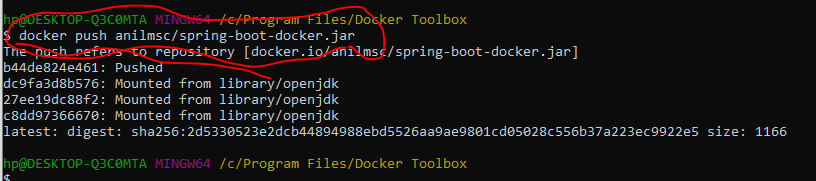 hp@DESKTOP-Q3C0MTA MINGW64 /c/Program Files/Docker Toolbox
$ docker push anilmsc/spring-boot-docker.jar
The push refers to repository [docker.io/anilmsc/spring-boot-docker.jar]
b44de824e461: Pushed
dc9fa3d8b576: Mounted from library/openjdk
27ee19dc88f2: Mounted from library/openjdk
c8dd97366670: Mounted from library/openjdk
latest: digest: sha256:2d5330523e2dcb44894988ebd5526aa9ae9801cd05028c556b37a223ec9922e5 size: 1166
hp@DESKTOP-Q3C0MTA MINGW64 /c/Program Files/Docker Toolbox
$